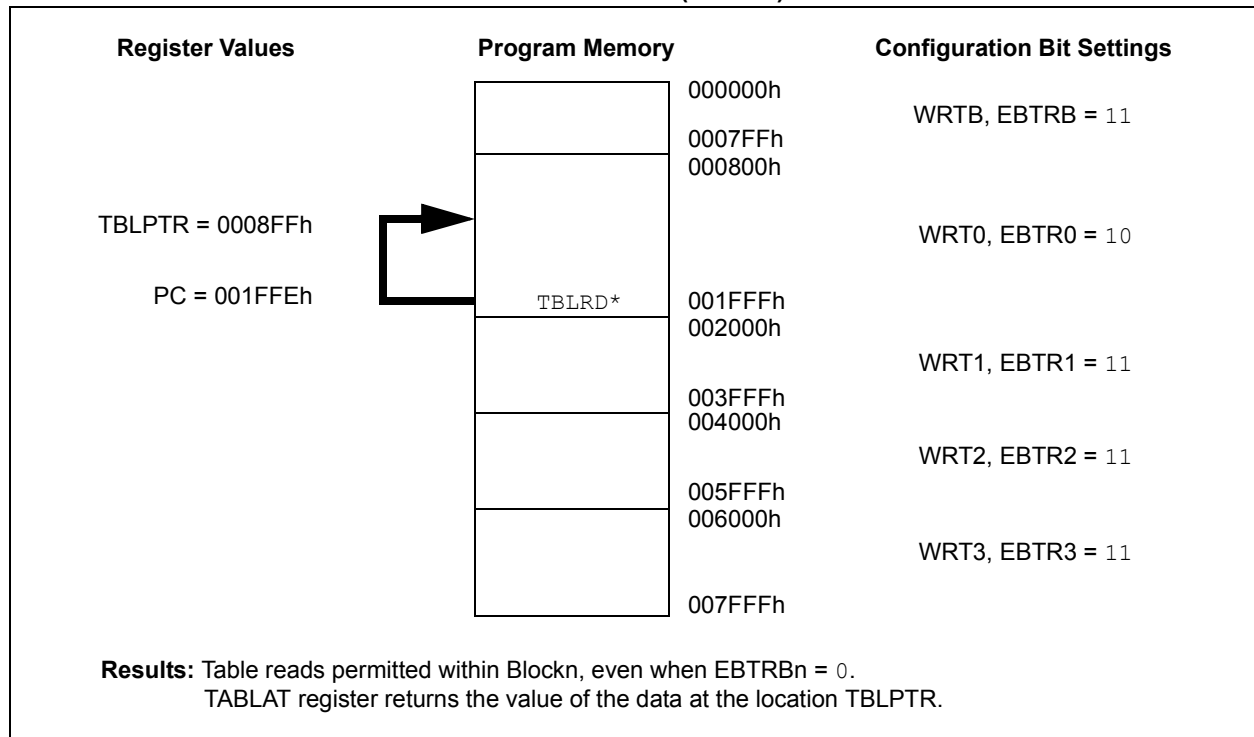 Register Values Program Memory Configuration Bit Settings
000000h
WRTB, EBTRB = 11
0007FFh
000800h
TBLPTR = 0008FFh
WRT0, EBTR0 = 10
PC = 001FFEh
TBLRD*
001FFFh
002000h
WRT1, EBTR1 = 11
003FFFh
004000h
WRT2, EBTR2 = 11
005FFFh
006000h
WRT3, EBTR3 = 11
007FFFh
Results: Table reads permitted within Blockn, even when EBTRBn = 0.
TABLAT register returns the value of the data at the location TBLPTR.